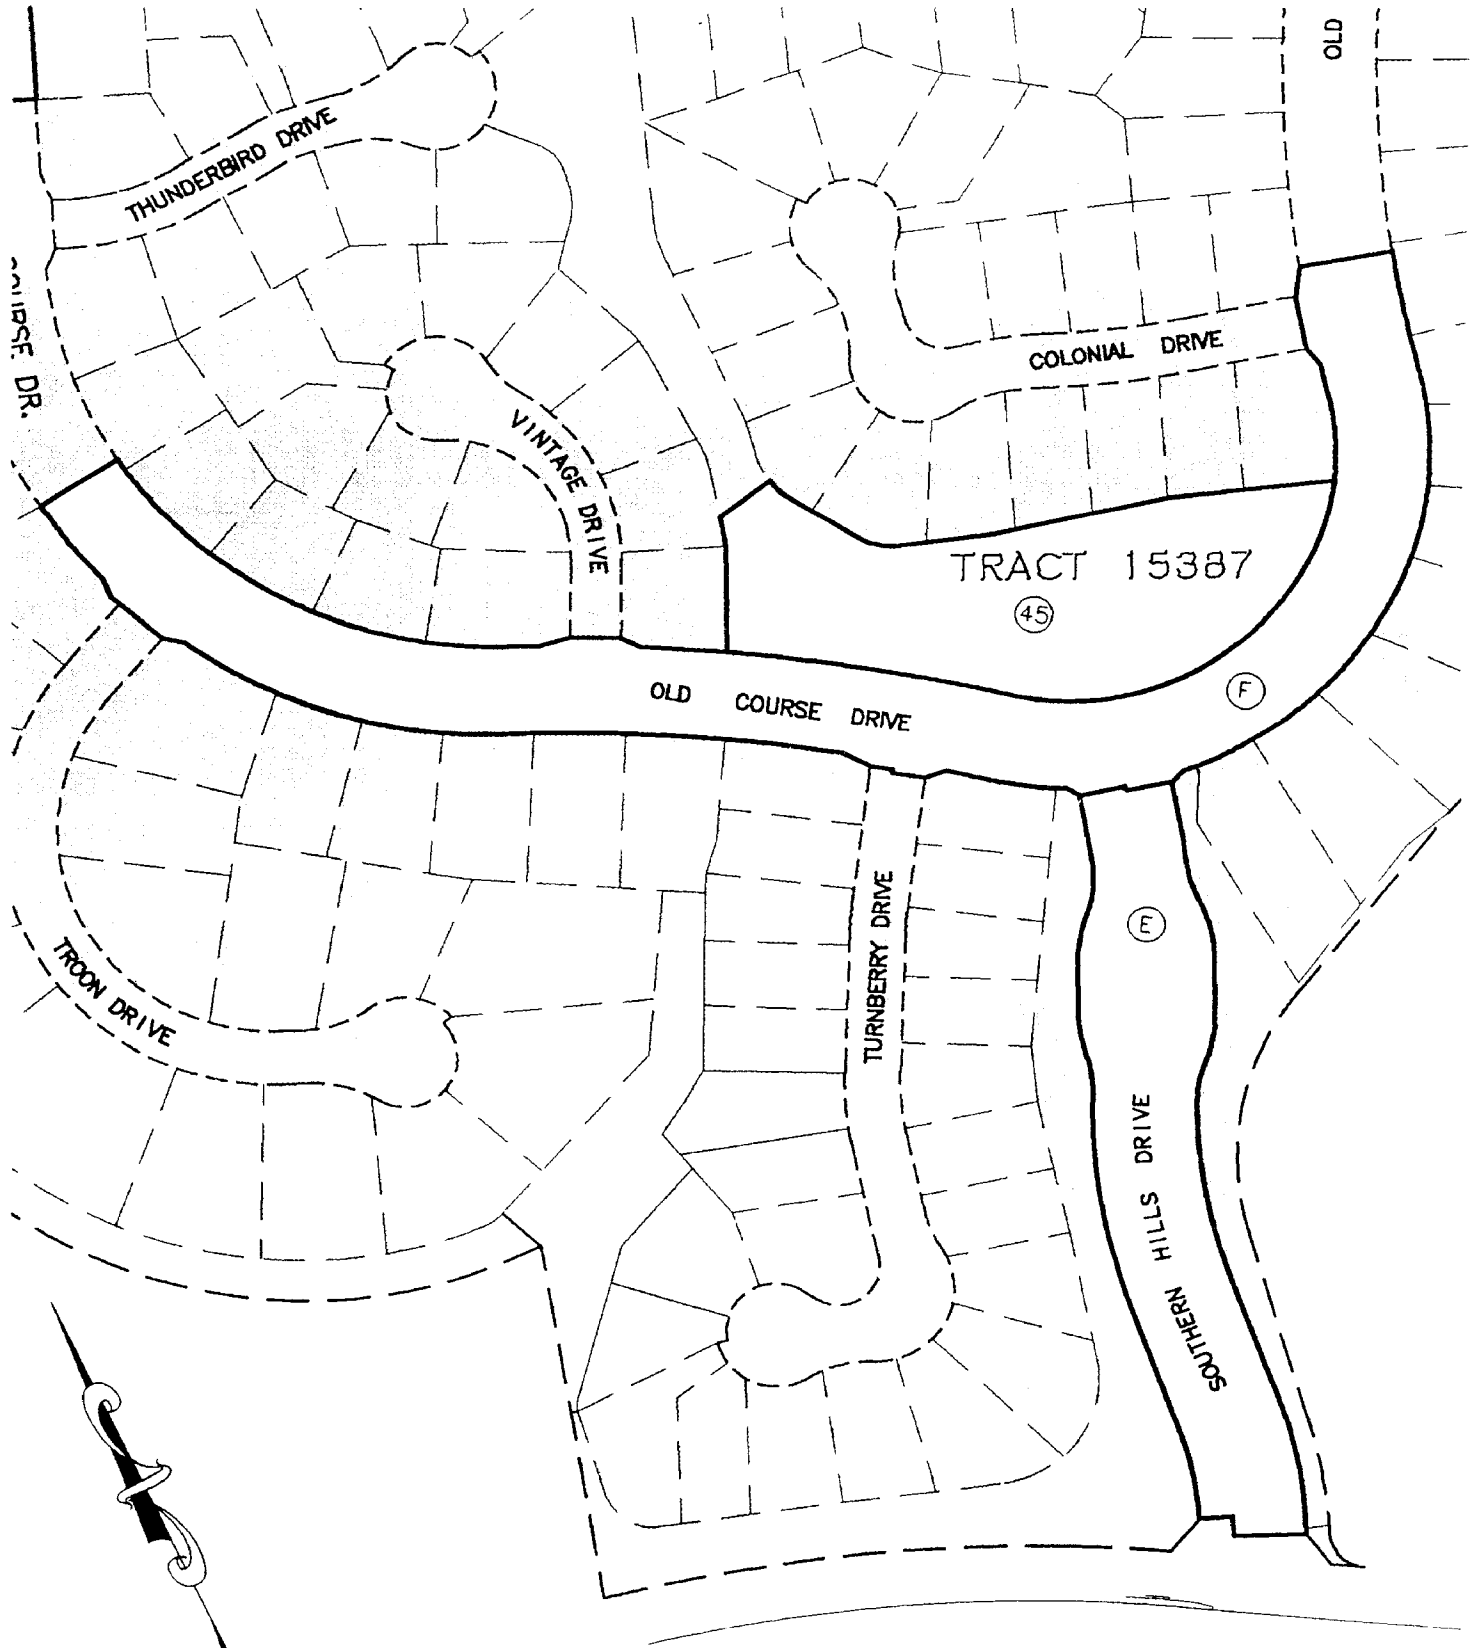 OLD
THUNDERBIRD DRIVE
DR.
COLONIAL DRIVE
VINTAGE DRIVE
TRACT 15387
45
OLD COURSE DRIVE
F
TURNBERRY DRIVE
E
TROON DRIVE
SOUTHERN HILLS DRIVE